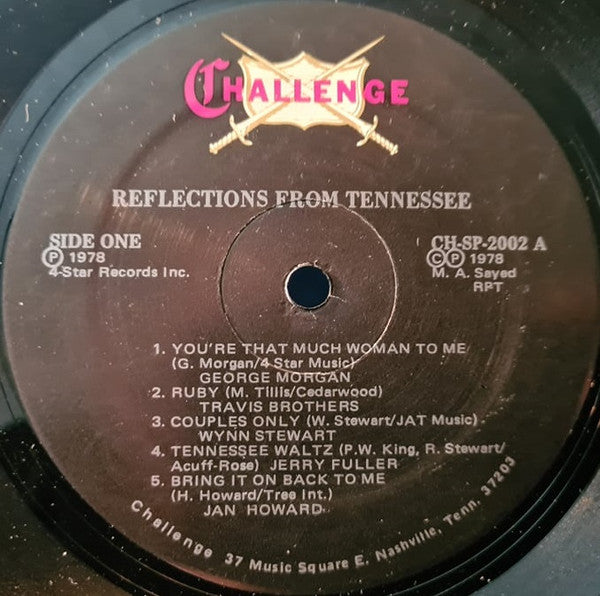 CHALLENGE
REFLECTIONS FROM TENNESSEE
SIDE ONE
Ⓟ 1978
4-Star Records Inc.
CH-SP-2002 A
©Ⓟ 1978
M. A. Sayed
RPT
1. YOU'RE THAT MUCH WOMAN TO ME
(G. Morgan/4 Star Music)
GEORGE MORGAN
2. RUBY (M. Tillis/Cedarwood)
TRAVIS BROTHERS
3. COUPLES ONLY (W. Stewart/JAT Music)
WYNN STEWART
4. TENNESSEE WALTZ (P.W. King, R. Stewart/
Acuff-Rose) JERRY FULLER
5. BRING IT ON BACK TO ME
(H. Howard/Tree Int.)
JAN HOWARD
Challenge 37 Music Square E. Nashville, Tenn. 37203